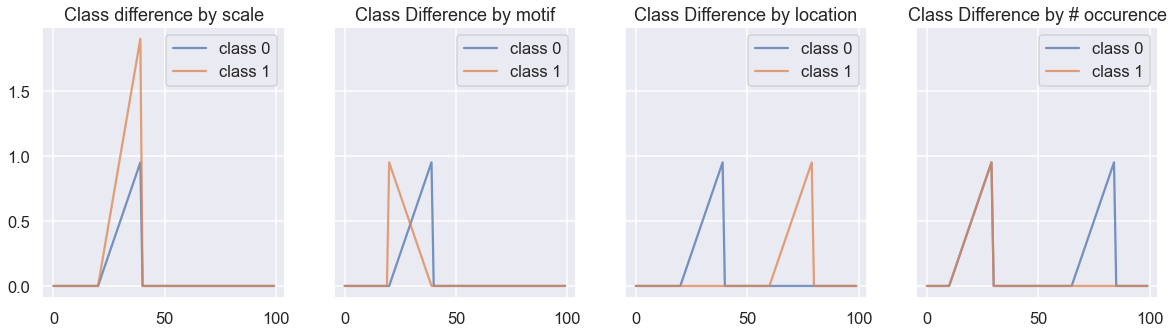 Class difference by scale
class 0
class 1
0.0
0.5
1.0
1.5
0
50
100
Class Difference by motif
class 0
class 1
0
50
100
Class Difference by location
class 0
class 1
0
50
100
Class Difference by # occurence
class 0
class 1
0
50
100